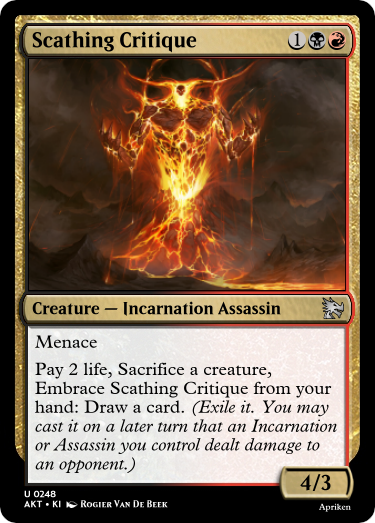 Scathing Critique 1
Creature — Incarnation Assassin
Menace
Pay 2 life, Sacrifice a creature,
Embrace Scathing Critique from your
hand: Draw a card. (Exile it. You may
cast it on a later turn that an Incarnation
or Assassin you control dealt damage to
an opponent.)
4/3
U 0248
AKT • KI Rogier Van De Beek
Apriken